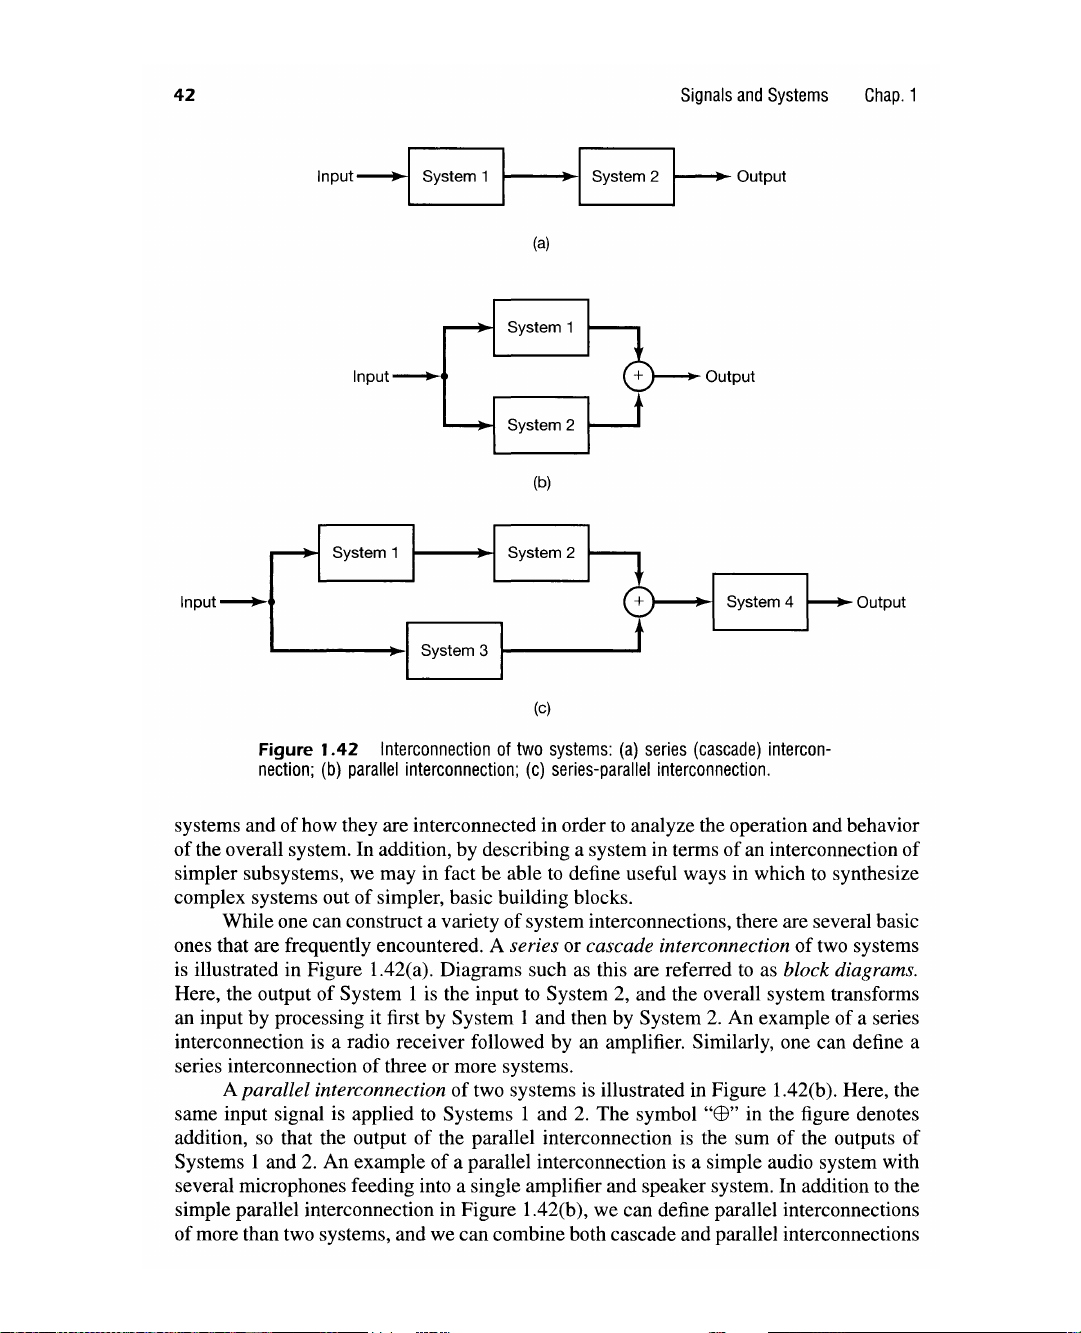 42 Signals and Systems Chap. 1
Input System 1 System 2 Output
(a)
System 1
Input + Output
System 2
(b)
System 1 System 2
Input + System 4 Output
System 3
(c)
Figure 1.42 Interconnection of two systems: (a) series (cascade) intercon-
nection; (b) parallel interconnection; (c) series-parallel interconnection.
systems and of how they are interconnected in order to analyze the operation and behavior
of the overall system. In addition, by describing a system in terms of an interconnection of
simpler subsystems, we may in fact be able to define useful ways in which to synthesize
complex systems out of simpler, basic building blocks.
While one can construct a variety of system interconnections, there are several basic
ones that are frequently encountered. A series or cascade interconnection of two systems
is illustrated in Figure 1.42(a). Diagrams such as this are referred to as block diagrams.
Here, the output of System 1 is the input to System 2, and the overall system transforms
an input by processing it first by System 1 and then by System 2. An example of a series
interconnection is a radio receiver followed by an amplifier. Similarly, one can define a
series interconnection of three or more systems.
A parallel interconnection of two systems is illustrated in Figure 1.42(b). Here, the
same input signal is applied to Systems 1 and 2. The symbol “⊕” in the figure denotes
addition, so that the output of the parallel interconnection is the sum of the outputs of
Systems 1 and 2. An example of a parallel interconnection is a simple audio system with
several microphones feeding into a single amplifier and speaker system. In addition to the
simple parallel interconnection in Figure 1.42(b), we can define parallel interconnections
of more than two systems, and we can combine both cascade and parallel interconnections